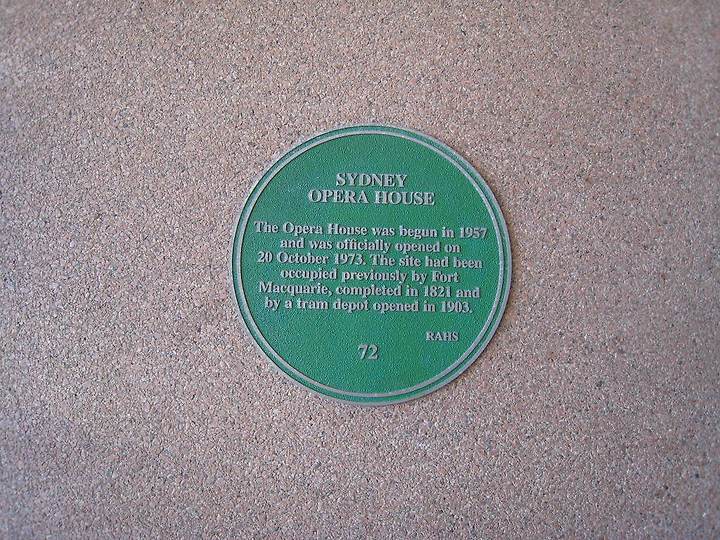 SYDNEY
OPERA HOUSE
The Opera House was begun in 1957
and was officially opened on
20 October 1973. The site had been
occupied previously by Fort
Macquarie, completed in 1821 and
by a tram depot opened in 1903.
RAHS
72